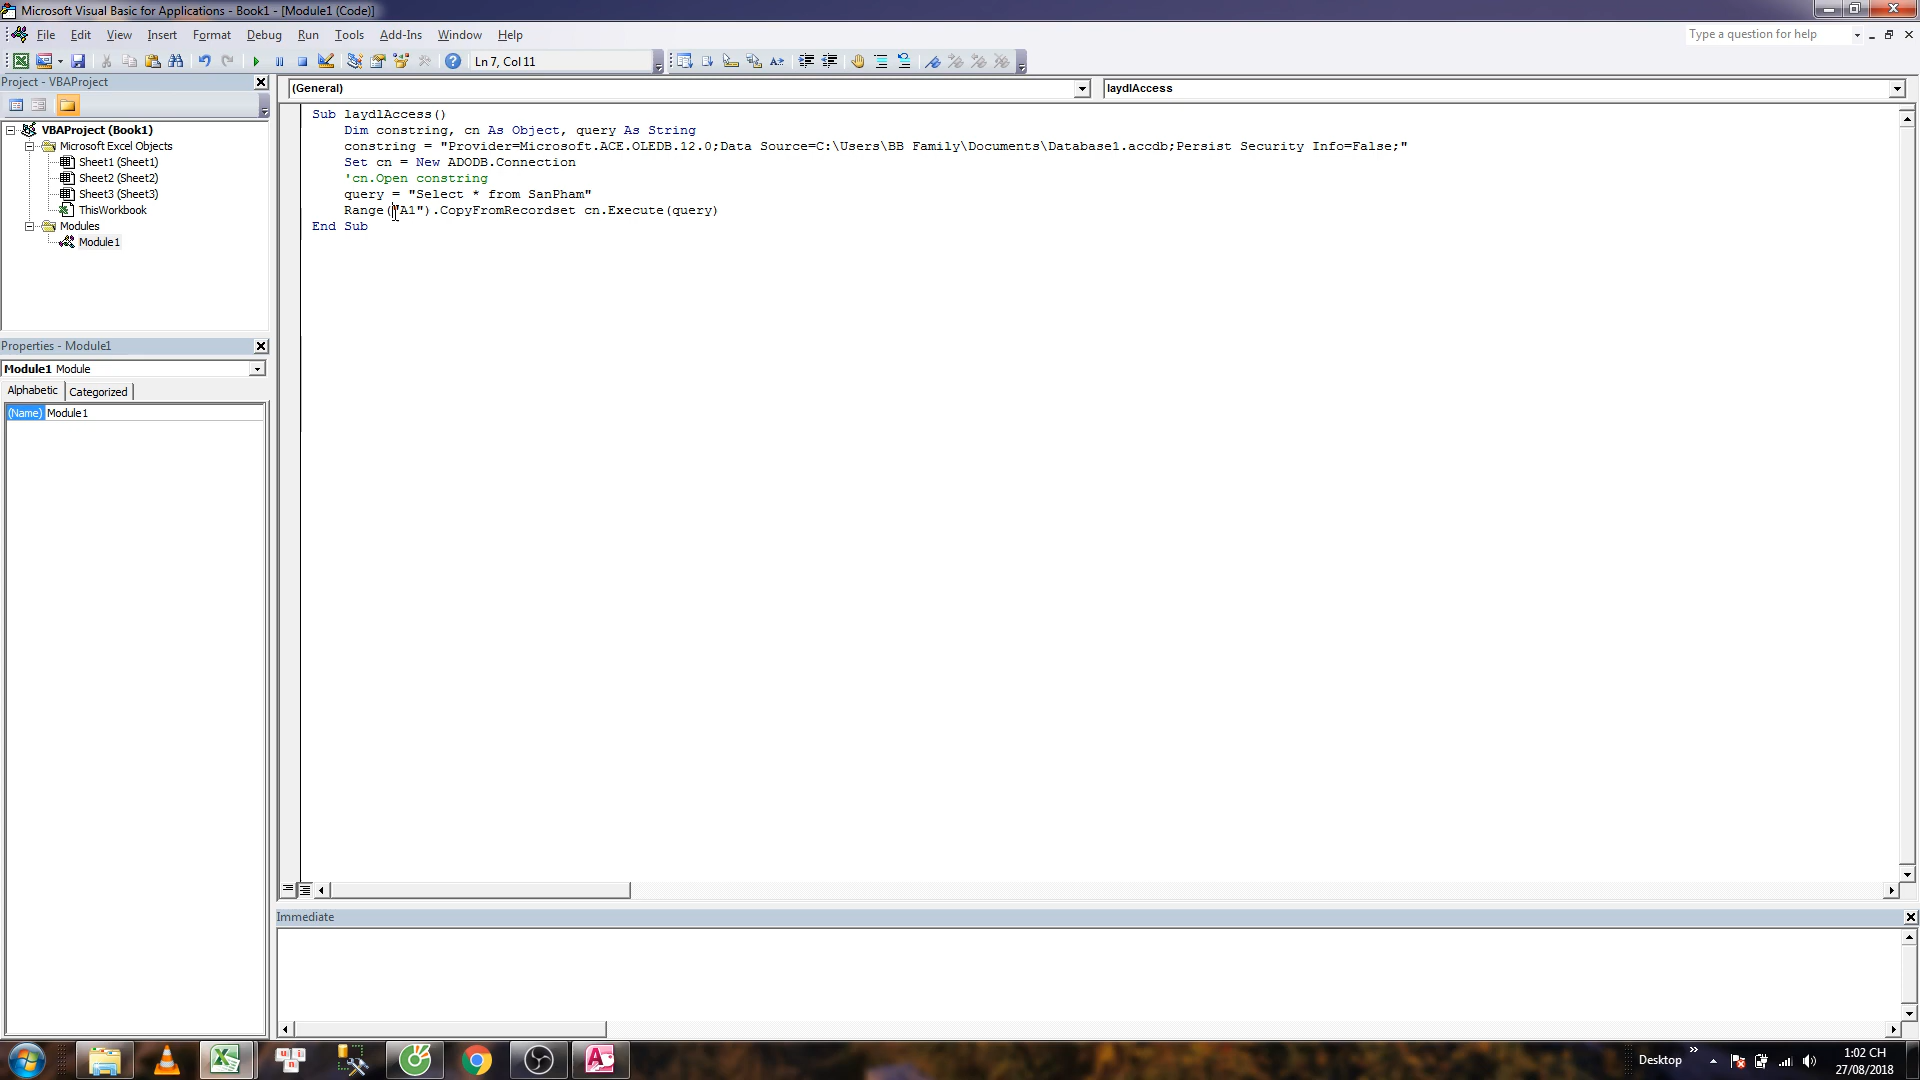 Microsoft Visual Basic for Applications - Book1 - [Module1 (Code)]
File Edit View Insert Format Debug Run Tools Add-Ins Window Help
Type a question for help
Ln 7, Col 11
Project - VBAProject
(General)
laydlAccess
VBAProject (Book1)
Microsoft Excel Objects
Sheet1 (Sheet1)
Sheet2 (Sheet2)
Sheet3 (Sheet3)
ThisWorkbook
Modules
Module1
Sub laydlAccess()
Dim constring, cn As Object, query As String
constring = "Provider=Microsoft.ACE.OLEDB.12.0;Data Source=C:\Users\BB Family\Documents\Database1.accdb;Persist Security Info=False;"
Set cn = New ADODB.Connection
'cn.Open constring
query = "Select * from SanPham"
Range("A1").CopyFromRecordset cn.Execute(query)
End Sub
Properties - Module1
Module1 Module
Alphabetic Categorized
(Name) Module1
Immediate
Desktop
1:02 CH
27/08/2018